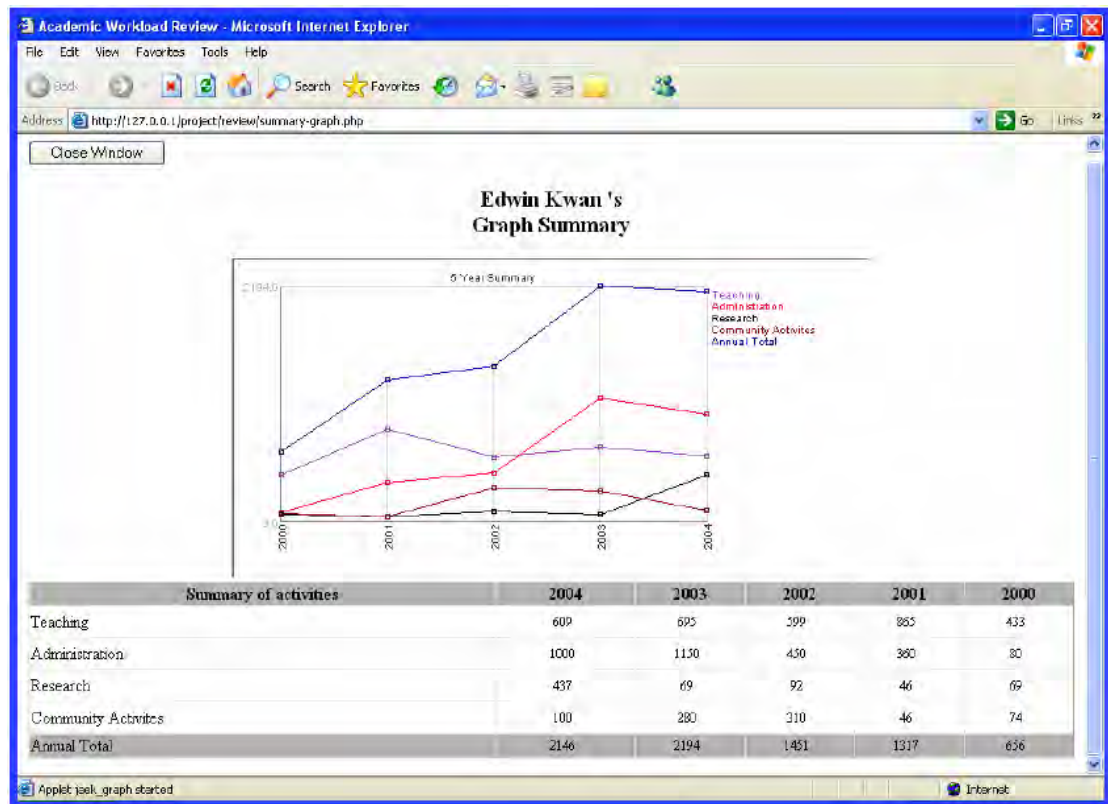 Academic Workload Review - Microsoft Internet Explorer
File Edit View Favorites Tools Help
Back Search Favorites
Address http://127.0.0.1/project/review/summary-graph.php Go Links »
Close Window
Edwin Kwan 's
Graph Summary
5 Year Summary
2194.0
Teaching
Administration
Research
Community Activites
Annual Total
2000 2001 2002 2003 2004
Summary of activities 2004 2003 2002 2001 2000
Teaching 609 695 599 865 433
Administration 1000 1150 450 360 80
Research 437 69 92 46 69
Community Activites 100 280 310 46 74
Annual Total 2146 2194 1451 1317 656
Applet jask_graph started Internet